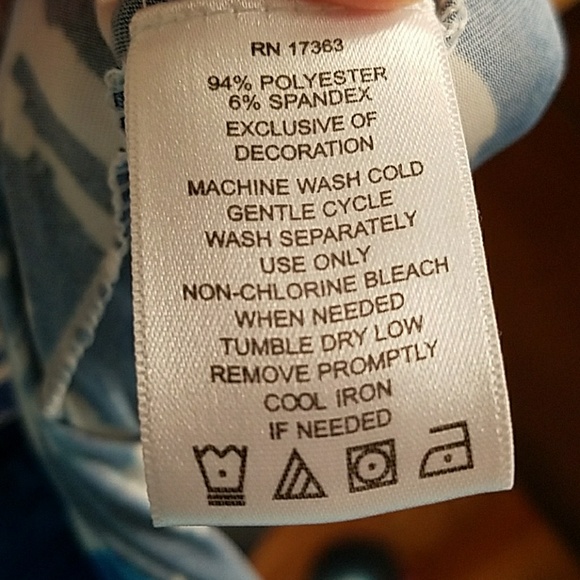 RN 17363
94% POLYESTER
6% SPANDEX
EXCLUSIVE OF
DECORATION
MACHINE WASH COLD
GENTLE CYCLE
WASH SEPARATELY
USE ONLY
NON-CHLORINE BLEACH
WHEN NEEDED
TUMBLE DRY LOW
REMOVE PROMPTLY
COOL IRON
IF NEEDED